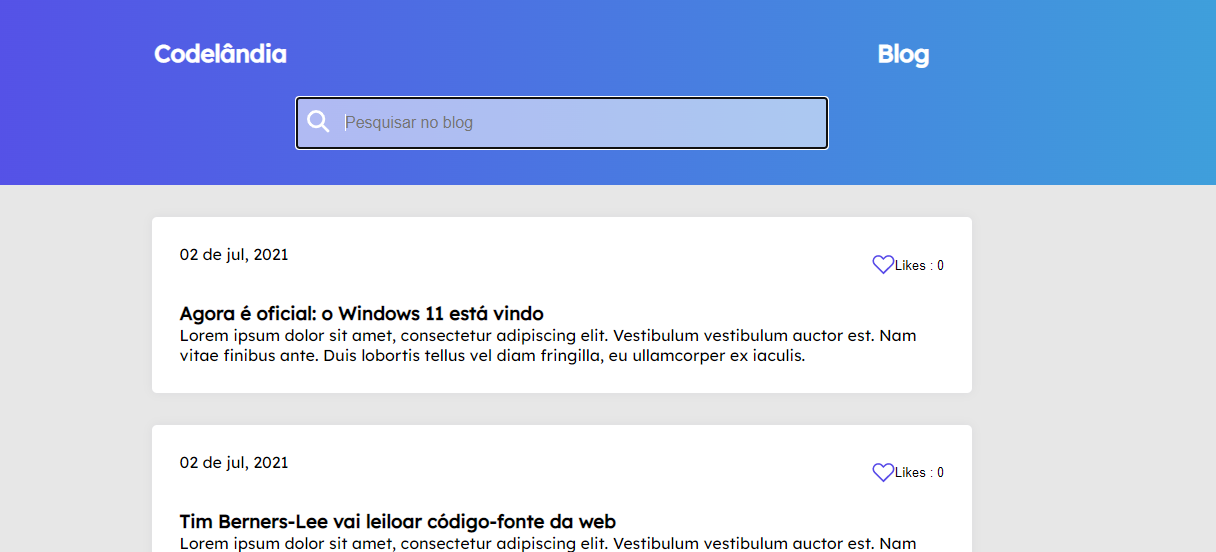 Codelândia
Blog
Pesquisar no blog
02 de jul, 2021
Likes : 0
Agora é oficial: o Windows 11 está vindo
Lorem ipsum dolor sit amet, consectetur adipiscing elit. Vestibulum vestibulum auctor est. Nam
vitae finibus ante. Duis lobortis tellus vel diam fringilla, eu ullamcorper ex iaculis.
02 de jul, 2021
Likes : 0
Tim Berners-Lee vai leiloar código-fonte da web
Lorem ipsum dolor sit amet, consectetur adipiscing elit. Vestibulum vestibulum auctor est. Nam